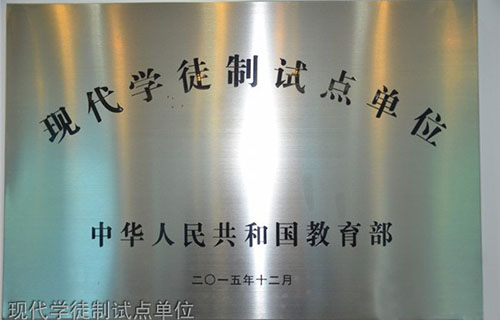 现代学徒制试点单位
中华人民共和国教育部
二〇一五年十二月
现代学徒制试点单位